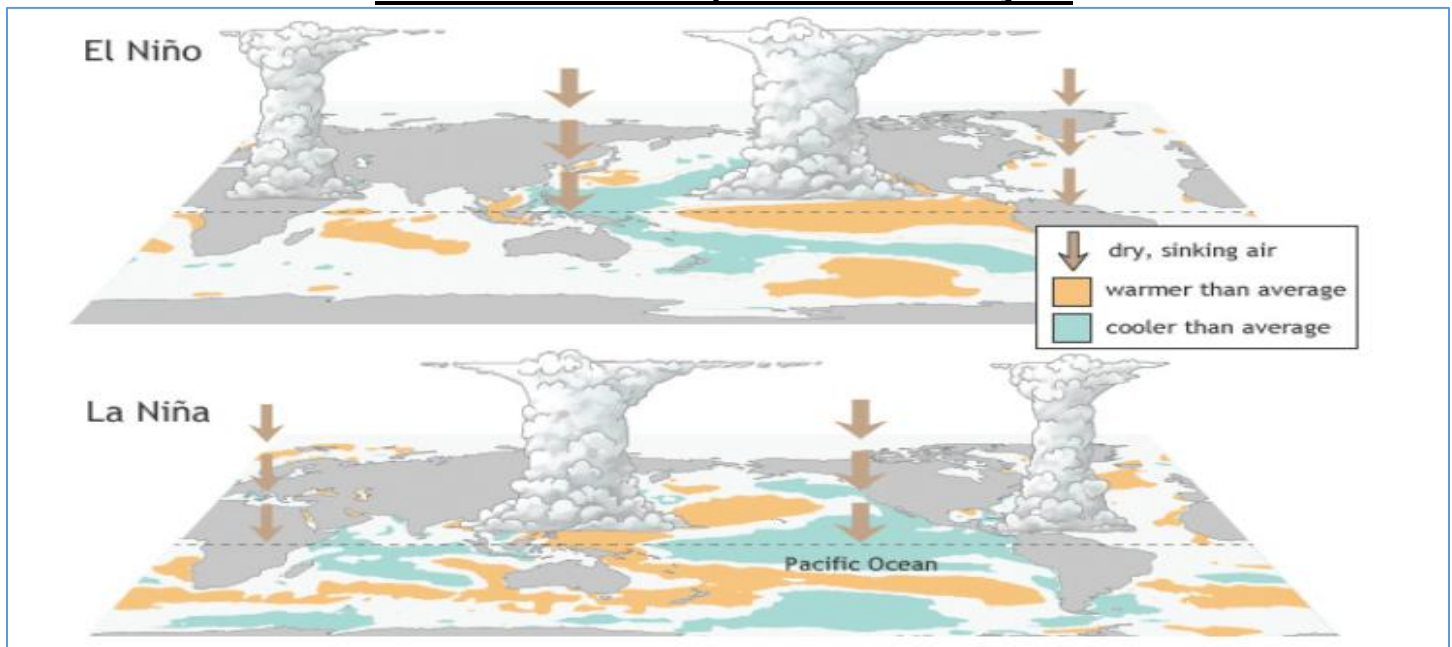 El Niño
dry, sinking air
warmer than average
cooler than average
La Niña
Pacific Ocean